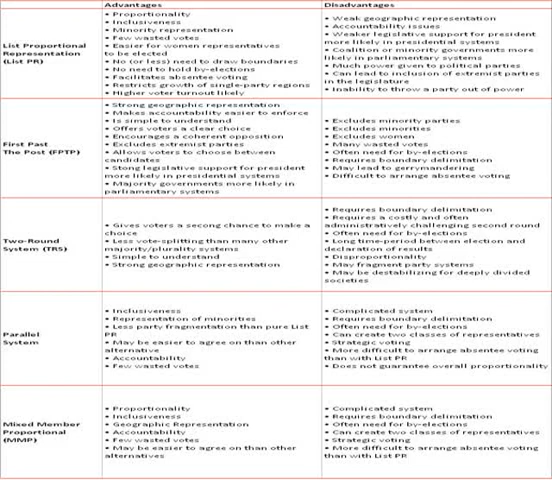 Advantages
Disadvantages
List Proportional
Representation
(List PR)
• Proportionality
• Inclusiveness
• Minority representation
• Few wasted votes
• Easier for women representatives
to be elected
• No (or less) need to draw boundaries
• No need to hold by-elections
• Facilitates absentee voting
• Restricts growth of single-party regions
• Higher voter turnout likely
• Weak geographic representation
• Accountability issues
• Weaker legislative support for president
more likely in presidential systems
• Coalition or minority governments more
likely in parliamentary systems
• Much power given to political parties
• Can lead to inclusion of extremist parties
in the legislature
• Inability to throw a party out of power
First Past
The Post (FPTP)
• Strong geographic representation
• Makes accountability easier to enforce
• Is simple to understand
• Offers voters a clear choice
• Encourages a coherent opposition
• Excludes extremist parties
• Allows voters to choose between
candidates
• Stong legislative support for president
more likely in presidential systems
• Majority governments more likely in
parliamentary systems
• Excludes minority parties
• Excludes minorities
• Excludes women
• Many wasted votes
• Often need for by-elections
• Requires boundary delimitation
• May lead to gerrymandering
• Difficult to arrange absentee voting
Two-Round
System (TRS)
• Gives voters a second chance to make a
choice
• Less vote-splitting than many other
majority/plurality systems
• Simple to understand
• Strong geographic representation
• Requires boundary delimitation
• Requires a costly and often
administratively challenging second round
• Often need for by-elections
• Long time-period between election and
declaration of results
• Disproportionality
• May fragment party systems
• May be destabilizing for deeply divided
societies
Parallel
System
• Inclusiveness
• Representation of minorities
• Less party fragmentation than pure List
PR
• May be easier to agree on than other
alternative
• Accountability
• Few wasted votes
• Complicated system
• Requires boundary delimitation
• Often need for by-elections
• Can create two classes of representatives
• Strategic voting
• More difficult to arrange absentee voting
than with List PR
• Does not guarantee overall proportionality
Mixed Member
Proportional
(MMP)
• Proportionality
• Inclusiveness
• Geographic Representation
• Accountability
• Few wasted votes
• May be easier to agree on than other
alternatives
• Complicated system
• Requires boundary delimitation
• Often need for by-elections
• Can create two classes of representatives
• Strategic voting
• More difficult to arrange absentee voting
than with List PR